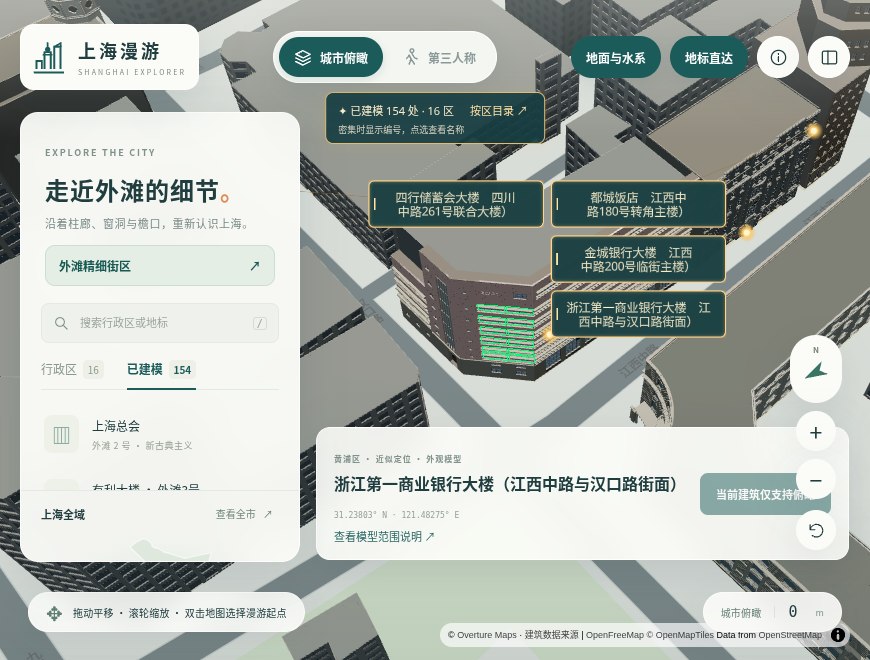 上海漫游
SHANGHAI EXPLORER
城市俯瞰
第三人称
地面与水系
地标直达
✦ 已建模 154 处 · 16 区 按区目录 ↗
密集时显示编号，点选查看名称
EXPLORE THE CITY
走近外滩的细节。
沿着柱廊、窗洞与檐口，重新认识上海。
外滩精细街区 ↗
搜索行政区或地标 /
行政区 16
已建模 154
上海总会
外滩 2 号 · 新古典主义
有利大楼 · 外滩3号
上海全域
查看全市 ↗
四行储蓄会大楼 四川
中路261号联合大楼）
都城饭店 江西中
路180号转角主楼）
金城银行大楼 江西
中路200号临街主楼）
浙江第一商业银行大楼 江
西中路与汉口路街面）
江西中路
N
+
−
黄浦区 · 近似定位 · 外观模型
浙江第一商业银行大楼（江西中路与汉口路街面）
31.23803° N · 121.48275° E
查看模型范围说明 ↗
当前建筑仅支持俯瞰
拖动平移 · 滚轮缩放 · 双击地图选择漫游起点
城市俯瞰 0 m
© Overture Maps · 建筑数据来源 | OpenFreeMap © OpenMapTiles Data from OpenStreetMap